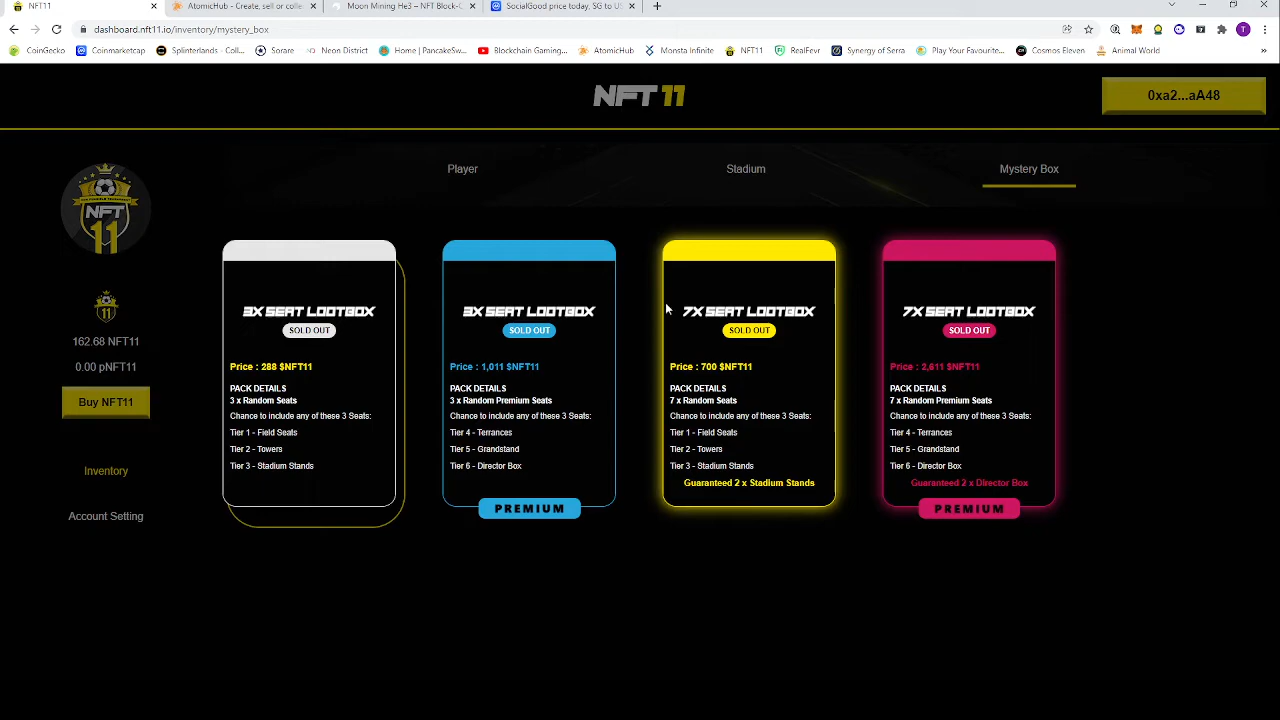 NFT11
AtomicHub - Create, sell or colle
Moon Mining He3 – NFT Block-C
SocialGood price today, SG to US
dashboard.nft11.io/inventory/mystery_box
T
CoinGecko
Coinmarketcap
Splinterlands - Coll...
Sorare
Neon District
Home | PancakeSw...
Blockchain Gaming...
AtomicHub
Monsta Infinite
NFT11
RealFevr
Synergy of Serra
Play Your Favourite...
Cosmos Eleven
Animal World
»
NFT 11
0xa2...aA48
Player
Stadium
Mystery Box
NFT
11
11
162.68 NFT11
0.00 pNFT11
Buy NFT11
Inventory
Account Setting
3X SEAT LOOTBOX
SOLD OUT
Price : 288 $NFT11
PACK DETAILS
3 x Random Seats
Chance to include any of these 3 Seats:
Tier 1 - Field Seats
Tier 2 - Towers
Tier 3 - Stadium Stands
3X SEAT LOOTBOX
SOLD OUT
Price : 1,011 $NFT11
PACK DETAILS
3 x Random Premium Seats
Chance to include any of these 3 Seats:
Tier 4 - Terrances
Tier 5 - Grandstand
Tier 6 - Director Box
PREMIUM
7X SEAT LOOTBOX
SOLD OUT
Price : 700 $NFT11
PACK DETAILS
7 x Random Seats
Chance to include any of these 3 Seats:
Tier 1 - Field Seats
Tier 2 - Towers
Tier 3 - Stadium Stands
Guaranteed 2 x Stadium Stands
7X SEAT LOOTBOX
SOLD OUT
Price : 2,611 $NFT11
PACK DETAILS
7 x Random Premium Seats
Chance to include any of these 3 Seats:
Tier 4 - Terrances
Tier 5 - Grandstand
Tier 6 - Director Box
Guaranteed 2 x Director Box
PREMIUM